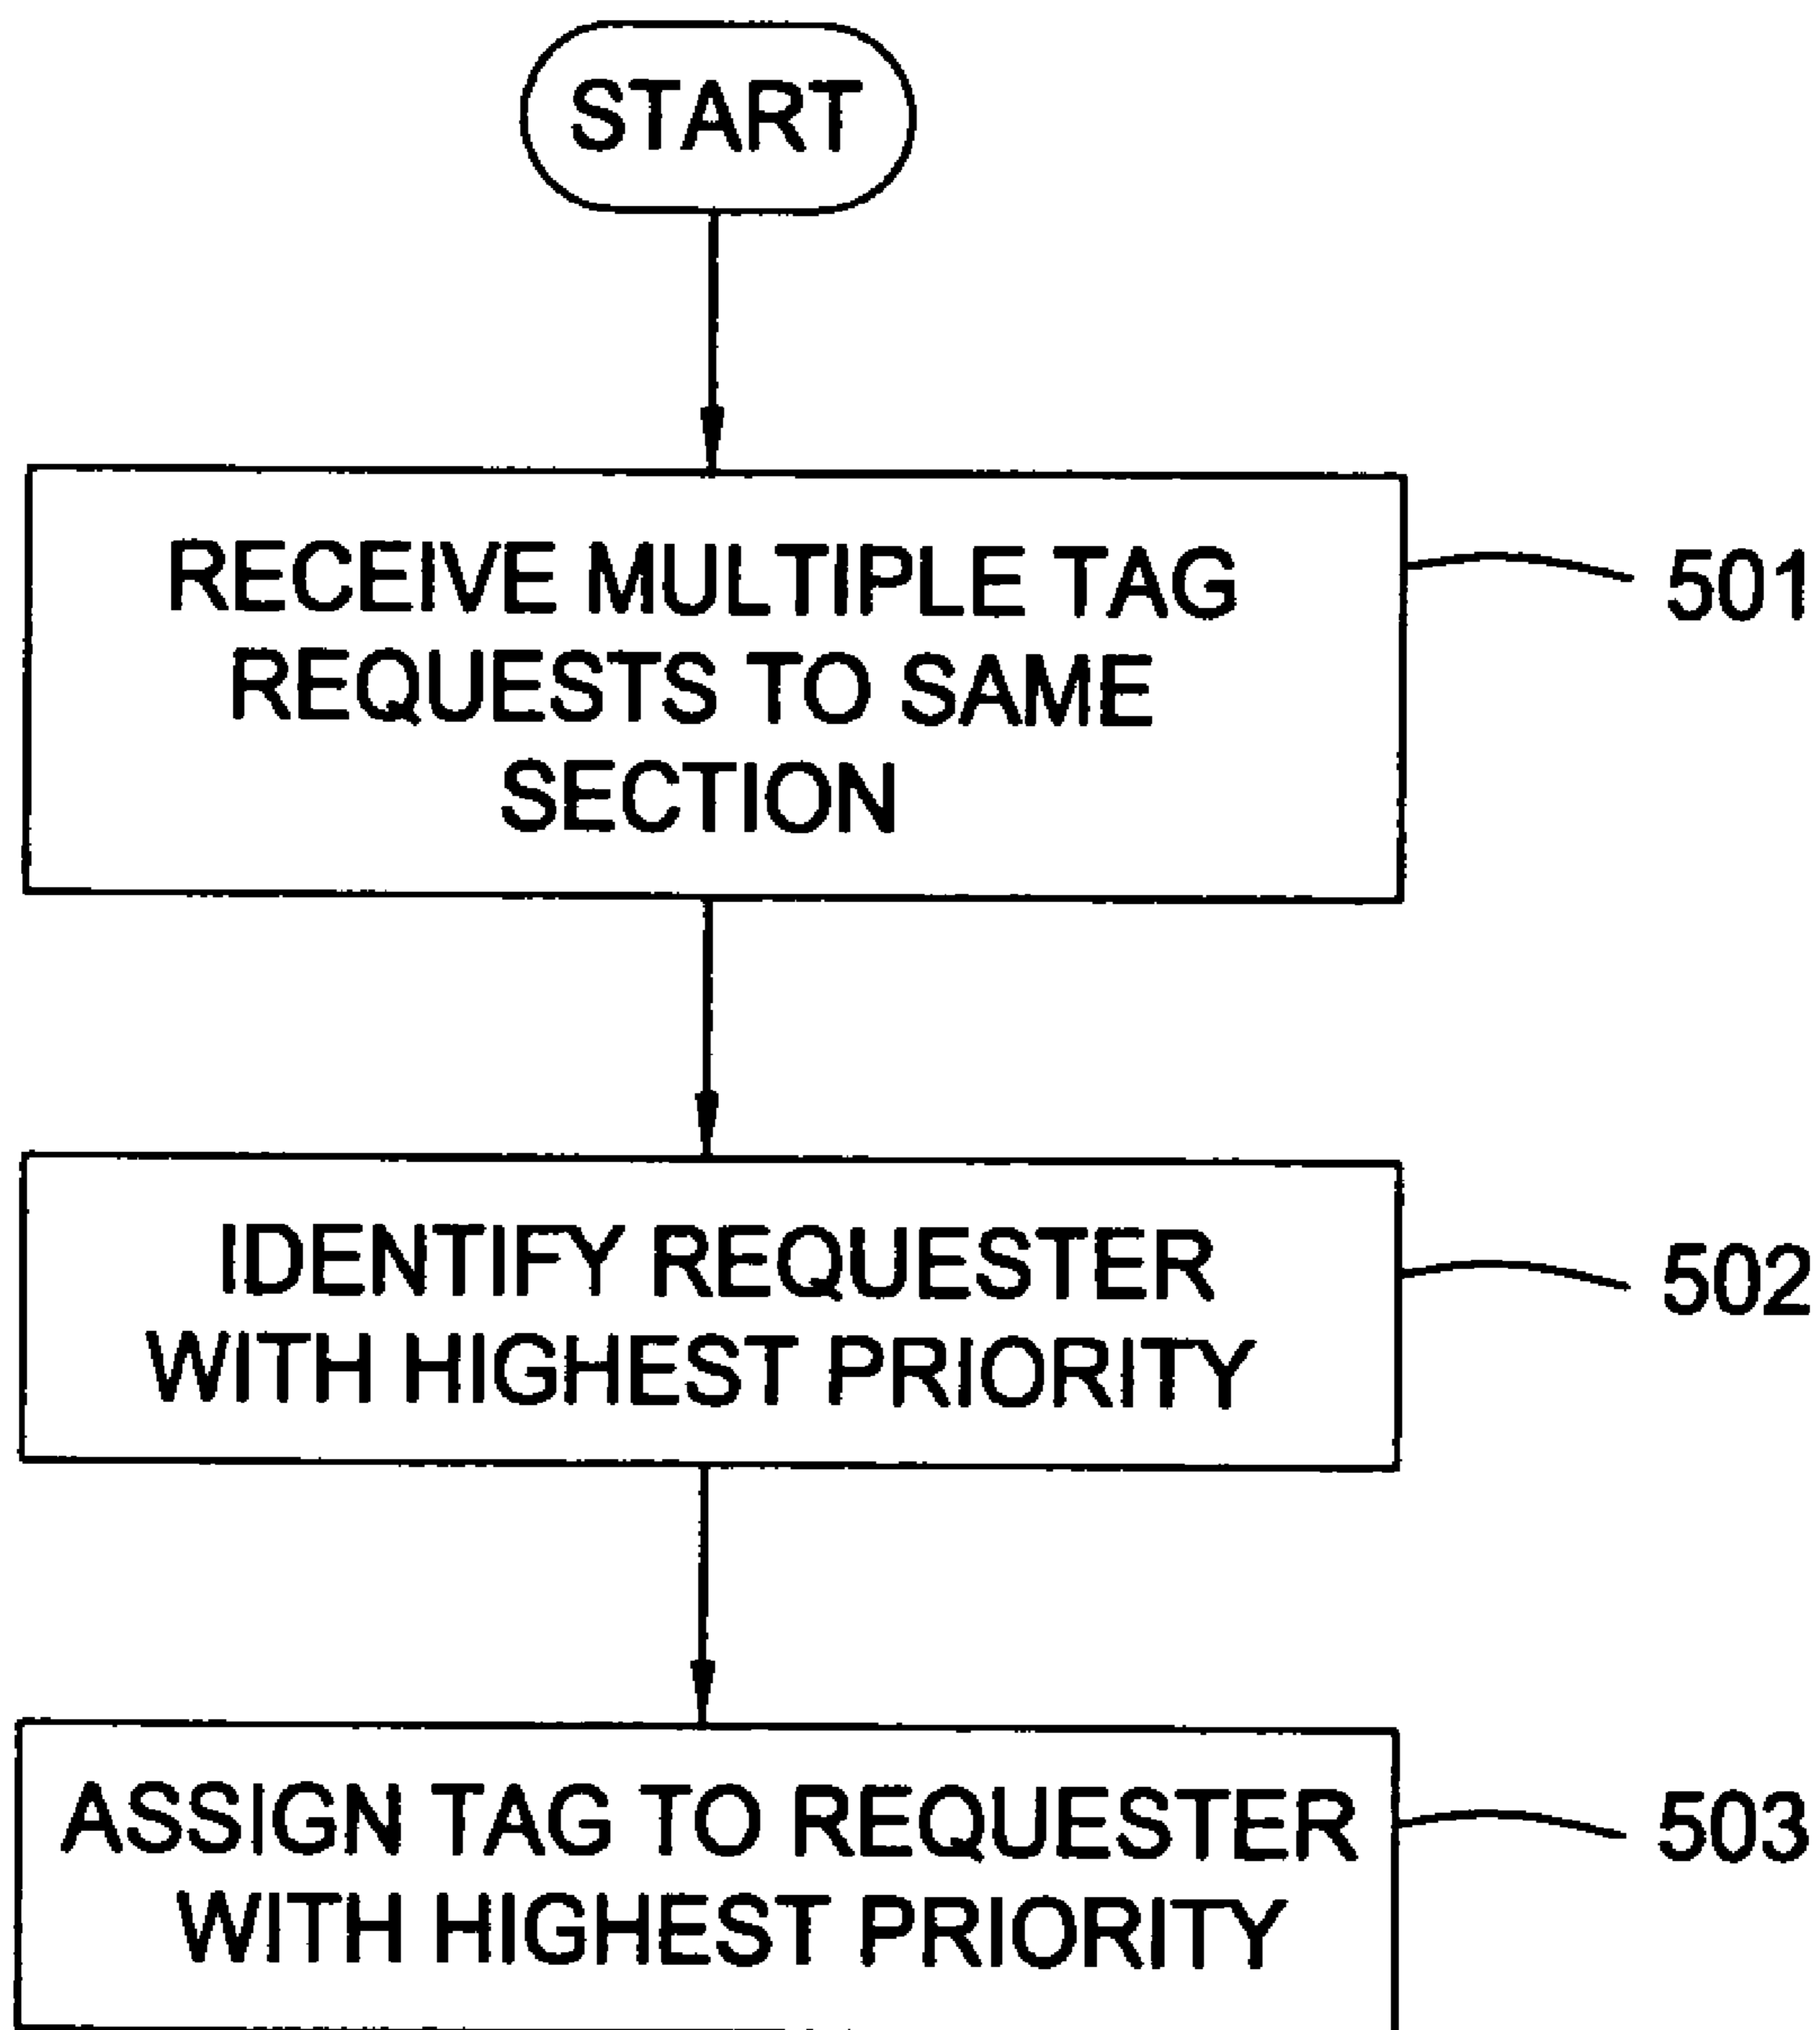 START
RECEIVE MULTIPLE TAG
REQUESTS TO SAME
SECTION
501
IDENTIFY REQUESTER
WITH HIGHEST PRIORITY
502
ASSIGN TAG TO REQUESTER
WITH HIGHEST PRIORITY
503